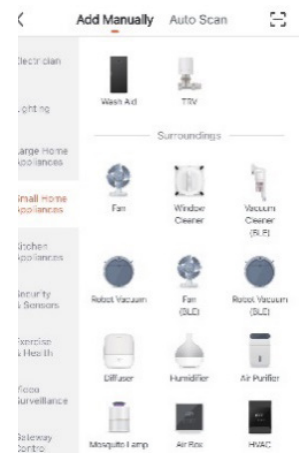 Add Manually Auto Scan
Electrician
Lighting
Large Home
Appliances
Small Home
Appliances
Kitchen
Appliances
Security
& Sensors
Exercise
& Health
Video
Surveillance
Gateway
Control
Wash Aid
TRV
Surroundings
Fan
Window
Cleaner
Vacuum
Cleaner
(BLE)
Robot Vacuum
Fan
(BLE)
Robot Vacuum
(BLE)
Diffuser
Humidifier
Air Purifier
Mosquito Lamp
Air Box
HVAC